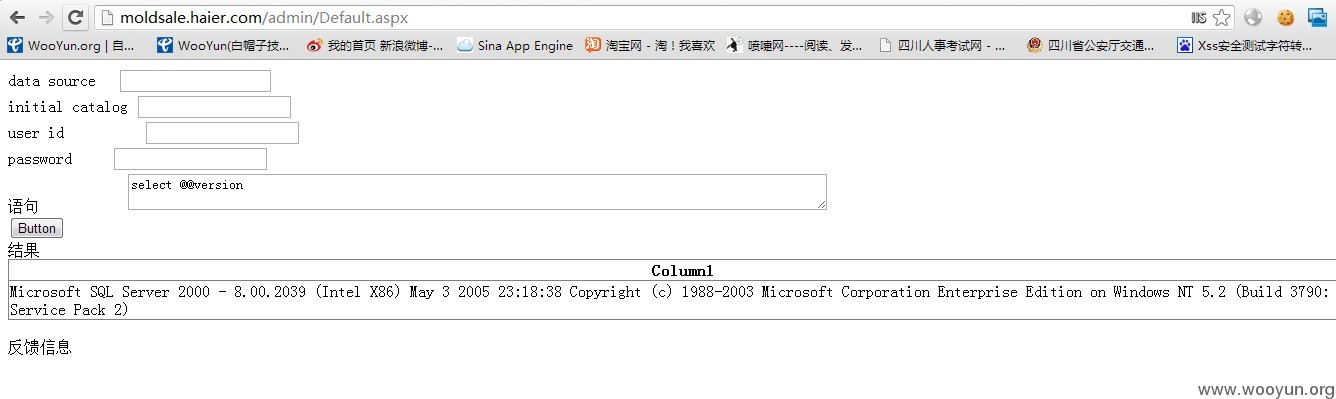 moldsale.haier.com/admin/Default.aspx
WooYun.org | 自... WooYun(白帽子技... 我的首页 新浪微博-... Sina App Engine 淘宝网 - 淘！我喜欢 喷嚏网----阅读、发... 四川人事考试网 - ... 四川省公安厅交通... Xss安全测试字符转...
data source
initial catalog
user id
password
select @@version
语句
Button
结果
Column1
Microsoft SQL Server 2000 - 8.00.2039 (Intel X86) May 3 2005 23:18:38 Copyright (c) 1988-2003 Microsoft Corporation Enterprise Edition on Windows NT 5.2 (Build 3790:
Service Pack 2)
反馈信息
www.wooyun.org